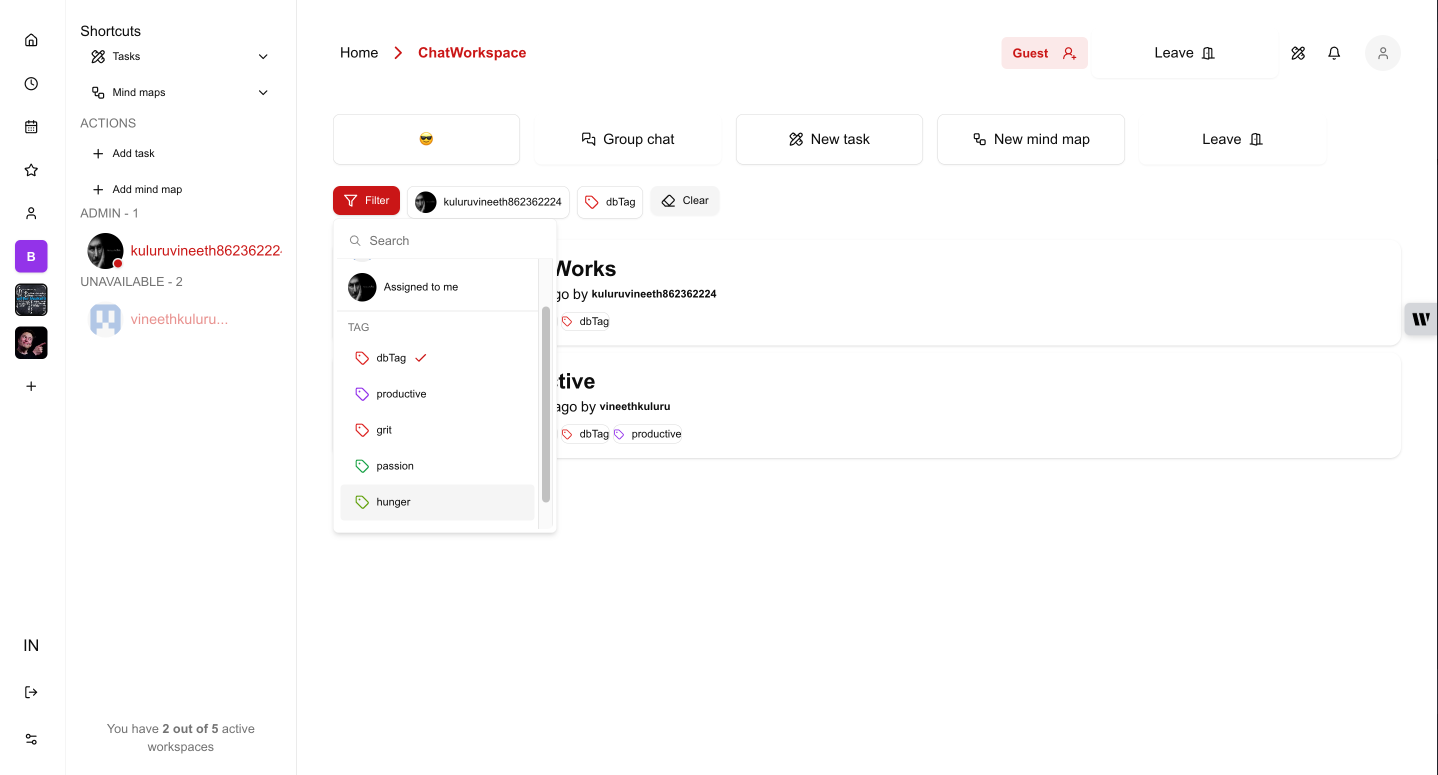 Shortcuts
Tasks
Mind maps
ACTIONS
Add task
Add mind map
ADMIN - 1
kuluruvineeth86236222
UNAVAILABLE - 2
vineethkuluru...
B
IN
You have 2 out of 5 active
workspaces
Home
ChatWorkspace
Guest
Leave
Group chat
New task
New mind map
Leave
Filter
kuluruvineeth862362224
dbTag
Clear
Search
Assigned to me
TAG
dbTag
productive
grit
passion
hunger
Works
go by kuluruvineeth862362224
dbTag
ctive
ago by vineethkuluru
dbTag
productive
W